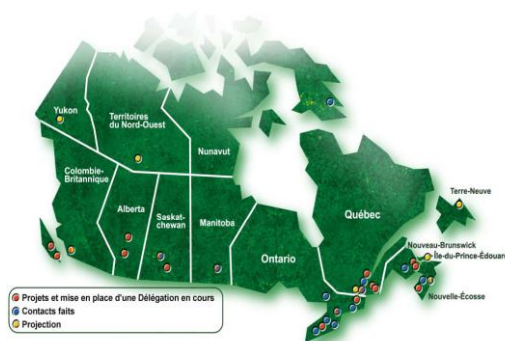 Yukon
Territoires
du Nord-Ouest
Nunavut
Colombie-
Britannique
Alberta
Saskat-
chewan
Manitoba
Ontario
Québec
Terre-Neuve
Nouveau-Brunswick
Île-du-Prince-Édouar
Nouvelle-Écosse
Projets et mise en place d'une Délégation en cours
Contacts faits
Projection